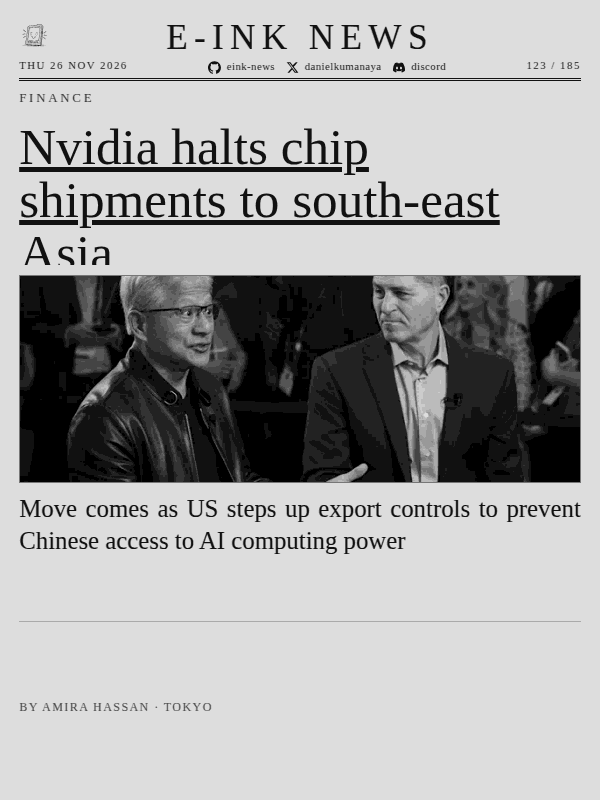 E-INK NEWS
THU 26 NOV 2026
eink-news
danielkumanaya
discord
123 / 185
FINANCE
Nvidia halts chip
shipments to south-east
Asia
Move comes as US steps up export controls to prevent
Chinese access to AI computing power
BY AMIRA HASSAN · TOKYO